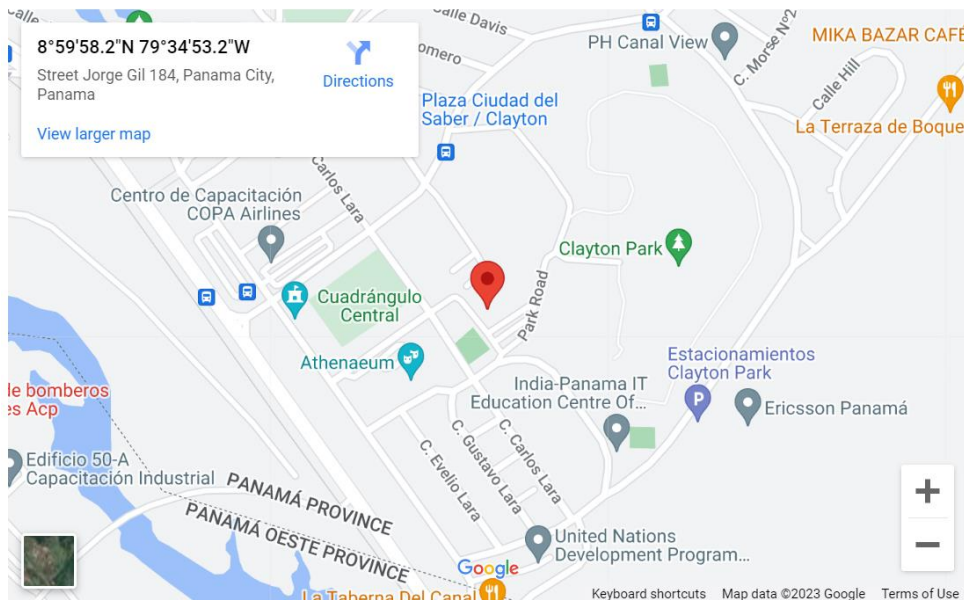 8°59'58.2"N 79°34'53.2"W
Street Jorge Gil 184, Panama City,
Panama
Directions
View larger map
Calle Davis
omero
PH Canal View
C. Morse N°2
MIKA BAZAR CAFÉ
Calle Hill
La Terraza de Boque
Plaza Ciudad del
Saber / Clayton
Carlos Lara
Centro de Capacitación
COPA Airlines
Clayton Park
Cuadrángulo
Central
Park Road
Athenaeum
Estacionamientos
Clayton Park
P
India-Panama IT
Education Centre Of...
Ericsson Panamá
de bomberos
es Acp
C. Carlos Lara
C. Gustavo Lara
C. Evelio Lara
Edificio 50-A
Capacitación Industrial
PANAMÁ PROVINCE
PANAMÁ OESTE PROVINCE
United Nations
Development Program...
Google
La Taberna Del Canal
+
−
Keyboard shortcuts Map data ©2023 Google Terms of Use